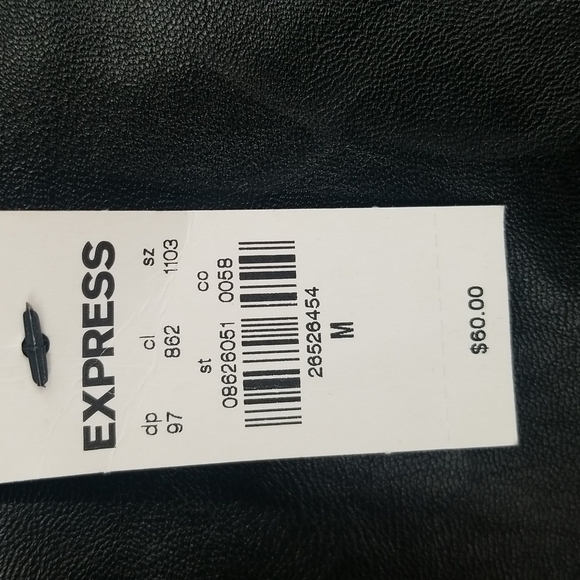 EXPRESS
dp cl sz
97 862 1103
st co
08626051 0058
26526454
M
$60.00